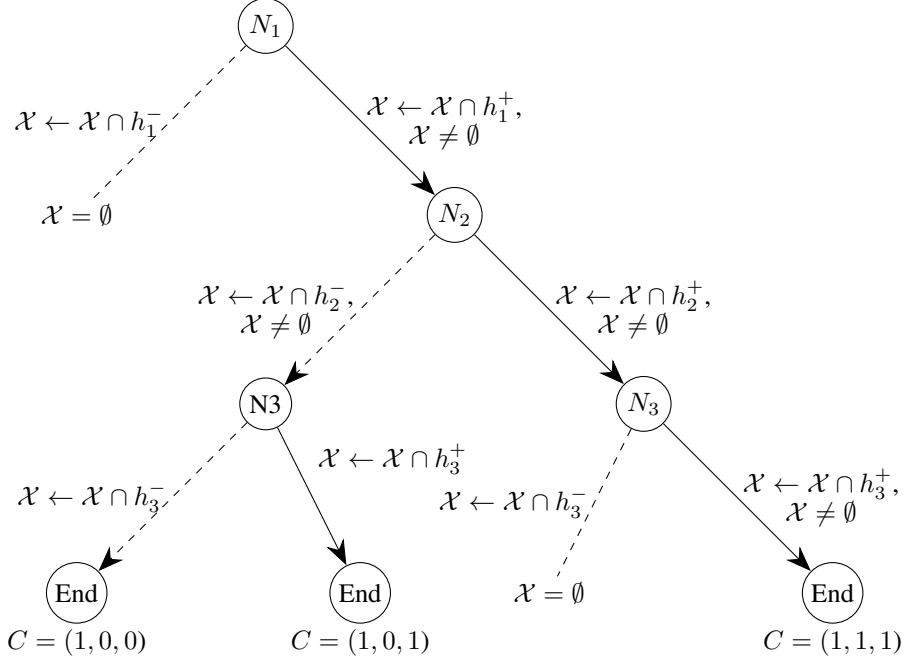 N₁
𝒳 ← 𝒳 ∩ h₁⁻
𝒳 ← 𝒳 ∩ h₁⁺,
𝒳 ≠ ∅
𝒳 = ∅
N₂
𝒳 ← 𝒳 ∩ h₂⁻,
𝒳 ≠ ∅
𝒳 ← 𝒳 ∩ h₂⁺,
𝒳 ≠ ∅
N3
N₃
𝒳 ← 𝒳 ∩ h₃⁻
𝒳 ← 𝒳 ∩ h₃⁺
𝒳 ← 𝒳 ∩ h₃⁻
𝒳 ← 𝒳 ∩ h₃⁺,
𝒳 ≠ ∅
End
End
𝒳 = ∅
End
C = (1, 0, 0)
C = (1, 0, 1)
C = (1, 1, 1)